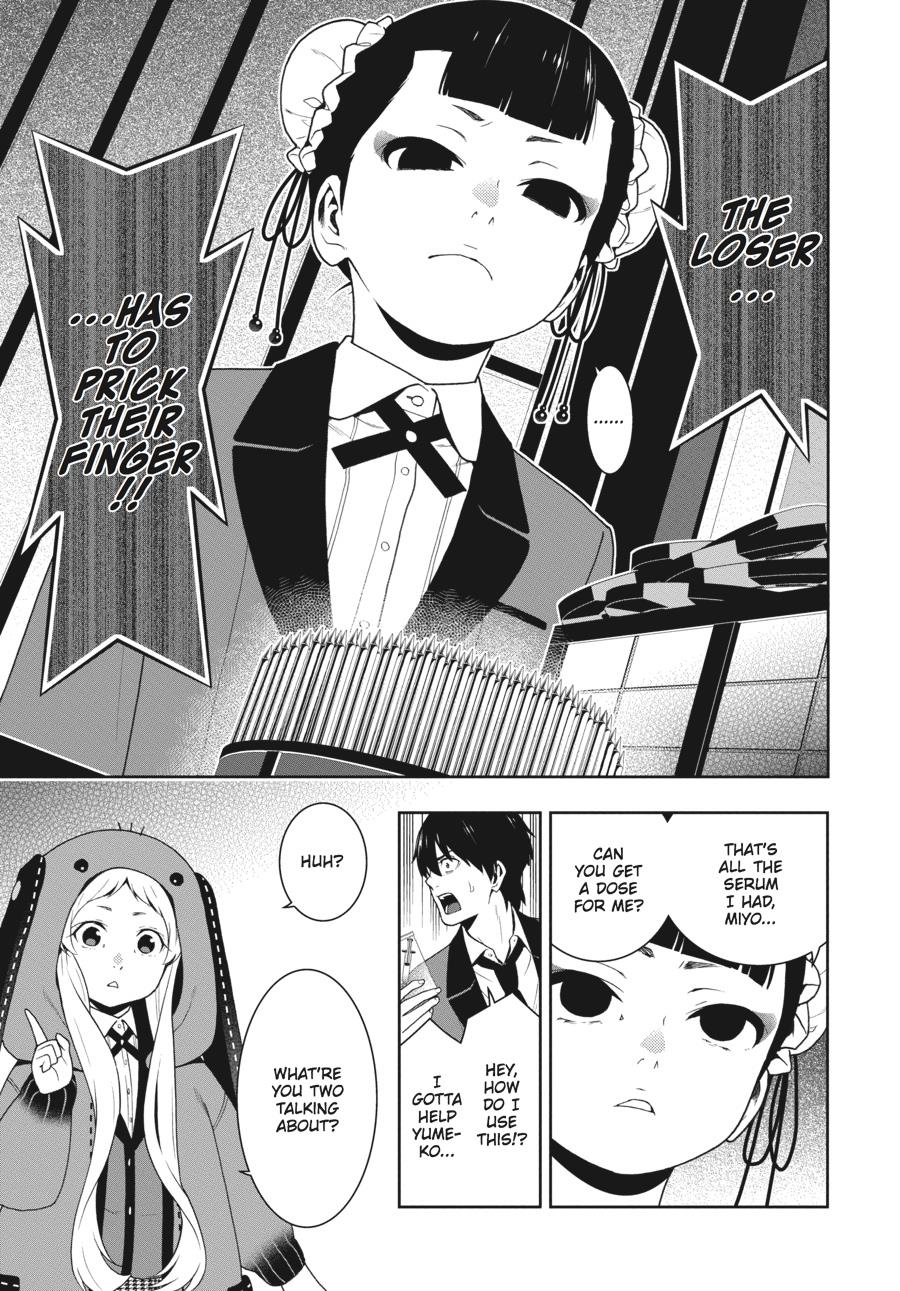 THE
LOSER
...
......
...HAS
TO
PRICK
THEIR
FINGER
!!
THAT'S
ALL THE
SERUM
I HAD,
MIYO...
CAN
YOU GET
A DOSE
FOR ME?
HEY,
HOW
DO I
USE
THIS!?
I
GOTTA
HELP
YUME-
KO...
HUH?
WHAT'RE
YOU TWO
TALKING
ABOUT?